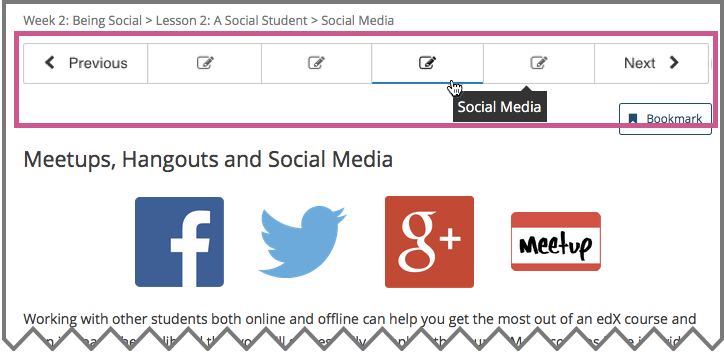 Week 2: Being Social > Lesson 2: A Social Student > Social Media
Previous
Next
Social Media
Bookmark
Meetups, Hangouts and Social Media
f
g+
Meetup
Working with other students both online and offline can help you get the most out of an edX course and